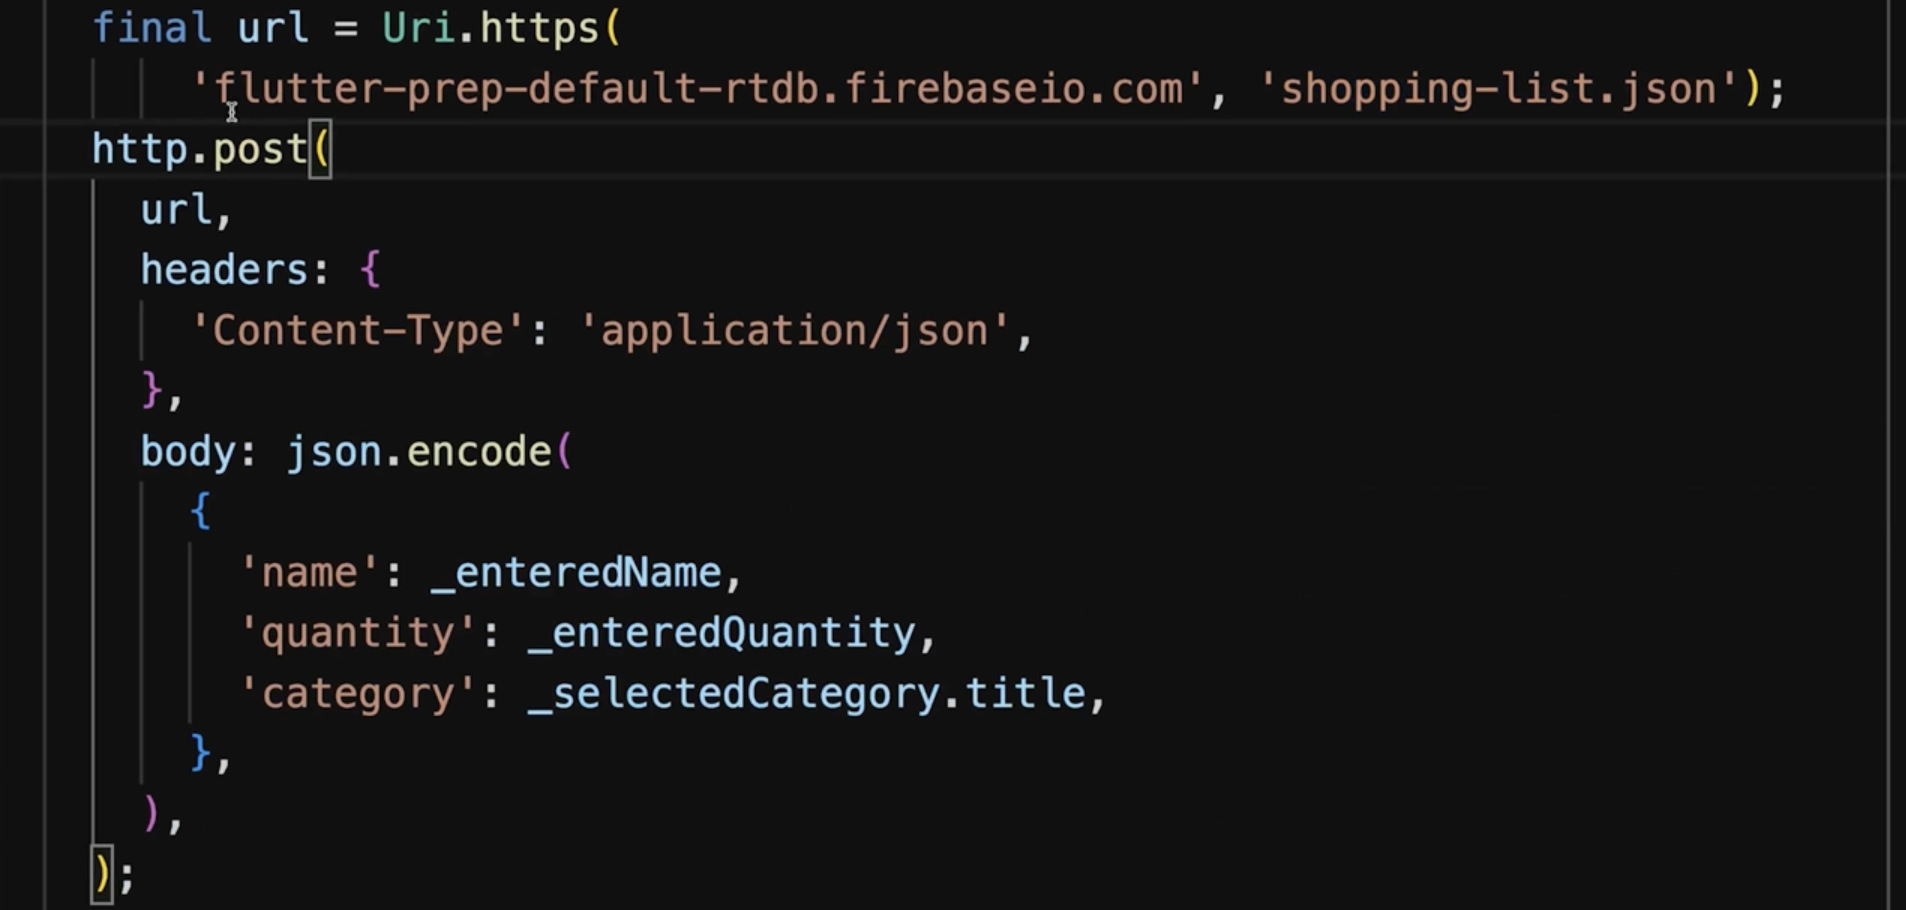 final url = Uri.https(
'flutter-prep-default-rtdb.firebaseio.com', 'shopping-list.json');
http.post(
url,
headers: {
'Content-Type': 'application/json',
},
body: json.encode(
{
'name': _enteredName,
'quantity': _enteredQuantity,
'category': _selectedCategory.title,
},
),
);